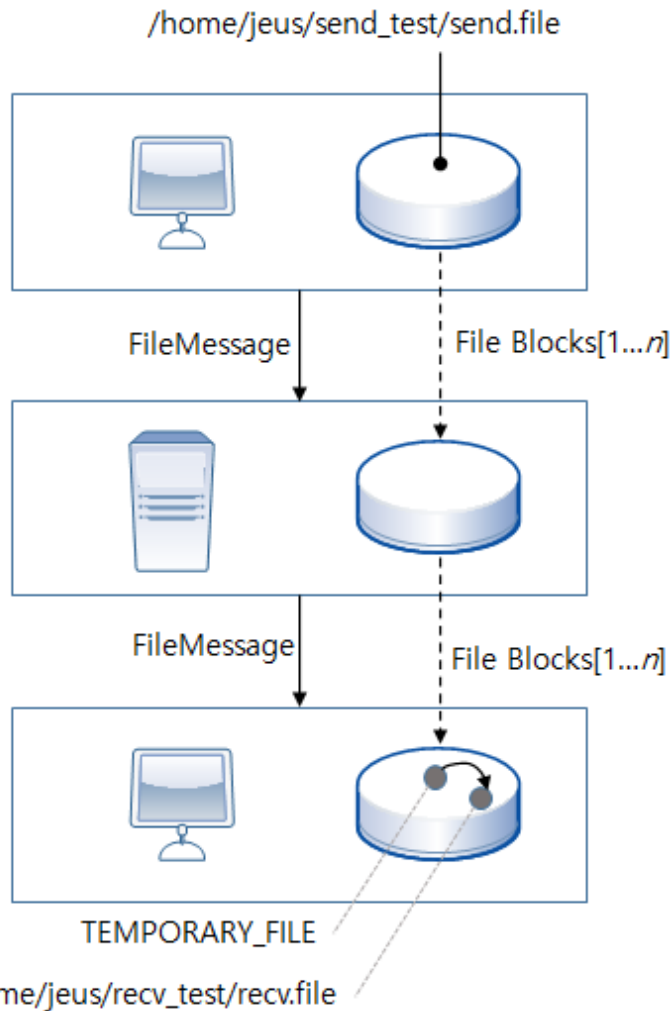 /home/jeus/send_test/send.file
FileMessage
File Blocks[1...n]
FileMessage
File Blocks[1...n]
TEMPORARY_FILE
me/jeus/recv_test/recv.file